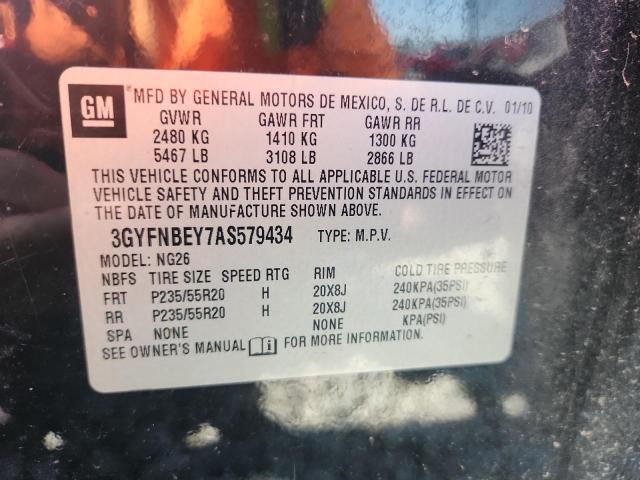 GM
MFD BY GENERAL MOTORS DE MEXICO, S. DE R.L. DE C.V. 01/10
GVWR GAWR FRT GAWR RR
2480 KG 1410 KG 1300 KG
5467 LB 3108 LB 2866 LB
THIS VEHICLE CONFORMS TO ALL APPLICABLE U.S. FEDERAL MOTOR
VEHICLE SAFETY AND THEFT PREVENTION STANDARDS IN EFFECT ON
THE DATE OF MANUFACTURE SHOWN ABOVE.
3GYFNBEY7AS579434 TYPE: M.P.V.
MODEL: NG26
NBFS TIRE SIZE SPEED RTG RIM COLD TIRE PRESSURE
FRT P235/55R20 H 20X8J 240KPA(35PSI)
RR P235/55R20 H 20X8J 240KPA(35PSI)
SPA NONE NONE KPA(PSI)
SEE OWNER'S MANUAL FOR MORE INFORMATION.